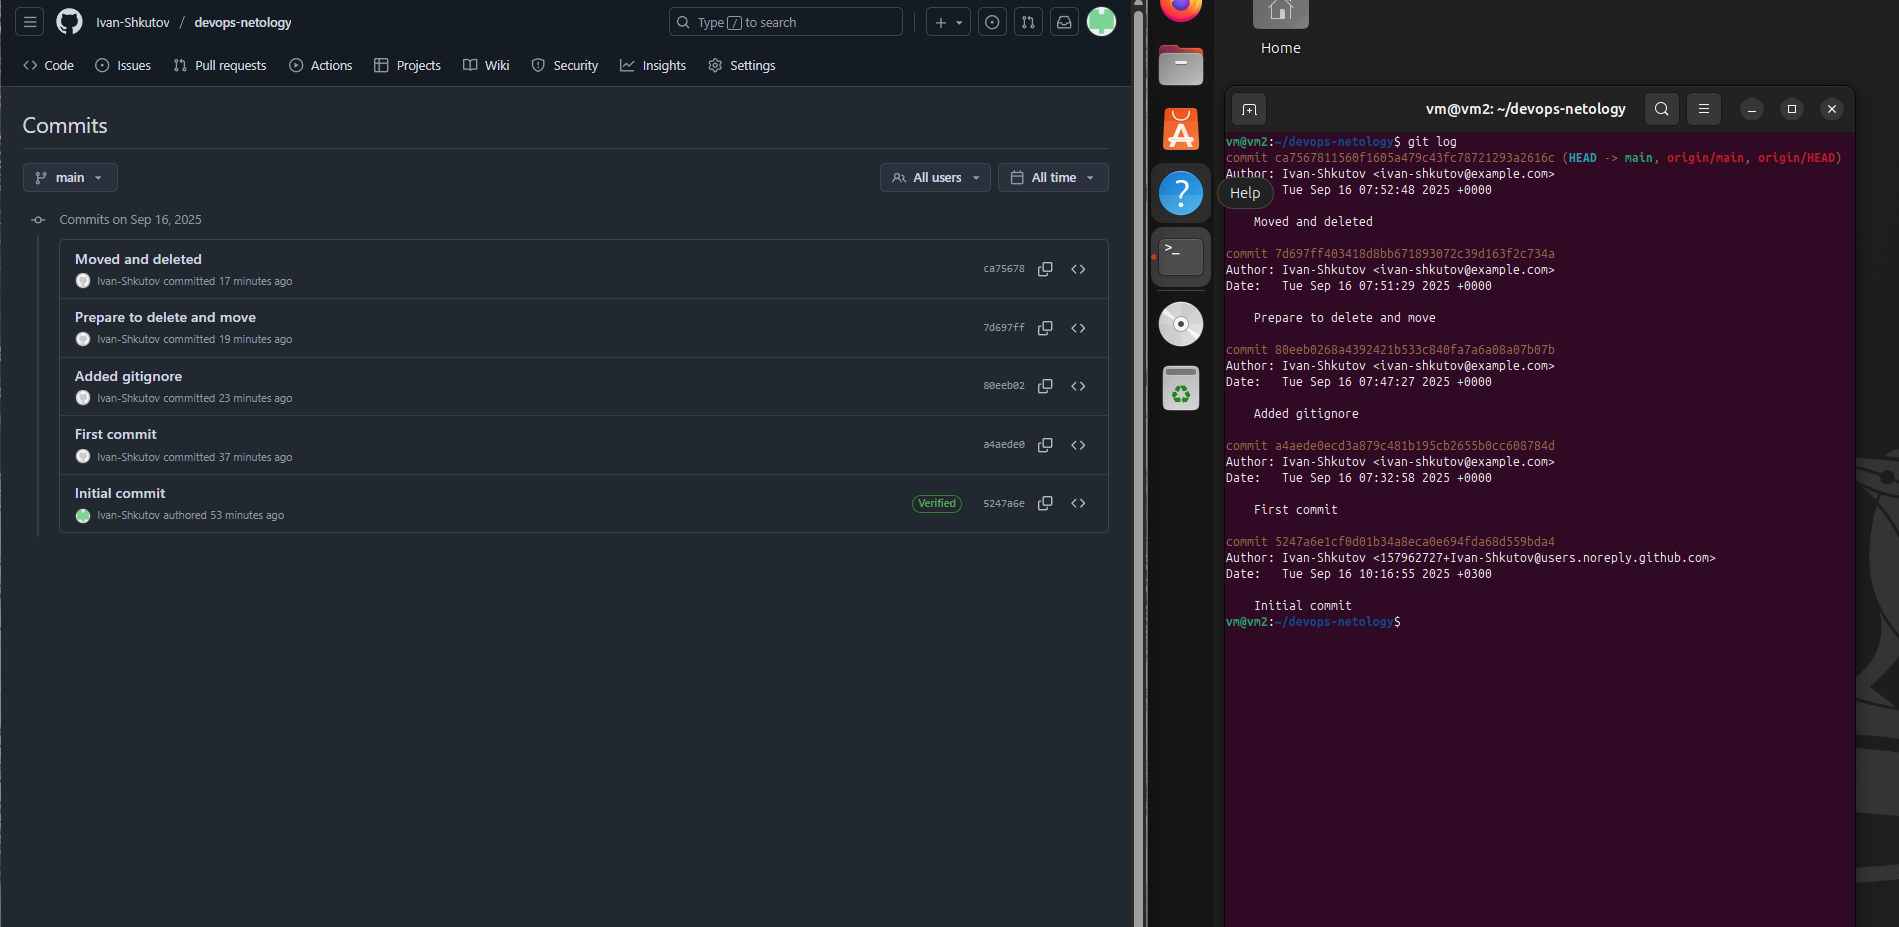 Ivan-Shkutov / devops-netology
Type / to search
Code Issues Pull requests Actions Projects Wiki Security Insights Settings
Commits
main
All users
All time
Commits on Sep 16, 2025
Moved and deleted
Ivan-Shkutov committed 17 minutes ago
ca75678
Prepare to delete and move
Ivan-Shkutov committed 19 minutes ago
7d697ff
Added gitignore
Ivan-Shkutov committed 23 minutes ago
80eeb02
First commit
Ivan-Shkutov committed 37 minutes ago
a4aede0
Initial commit
Ivan-Shkutov authored 53 minutes ago
Verified
5247a6e
Home
Help
vm@vm2: ~/devops-netology
vm@vm2:~/devops-netology$ git log
commit ca7567811560f1605a479c43fc78721293a2616c (HEAD -> main, origin/main, origin/HEAD)
Author: Ivan-Shkutov <ivan-shkutov@example.com>
Tue Sep 16 07:52:48 2025 +0000
Moved and deleted
commit 7d697ff403418d8bb671893072c39d163f2c734a
Author: Ivan-Shkutov <ivan-shkutov@example.com>
Date: Tue Sep 16 07:51:29 2025 +0000
Prepare to delete and move
commit 80eeb0268a4392421b533c840fa7a6a08a07b07b
Author: Ivan-Shkutov <ivan-shkutov@example.com>
Date: Tue Sep 16 07:47:27 2025 +0000
Added gitignore
commit a4aede0ecd3a879c481b195cb2655b0cc608784d
Author: Ivan-Shkutov <ivan-shkutov@example.com>
Date: Tue Sep 16 07:32:58 2025 +0000
First commit
commit 5247a6e1cf0d01b34a8eca0e694fda68d559bda4
Author: Ivan-Shkutov <157962727+Ivan-Shkutov@users.noreply.github.com>
Date: Tue Sep 16 10:16:55 2025 +0300
Initial commit
vm@vm2:~/devops-netology$